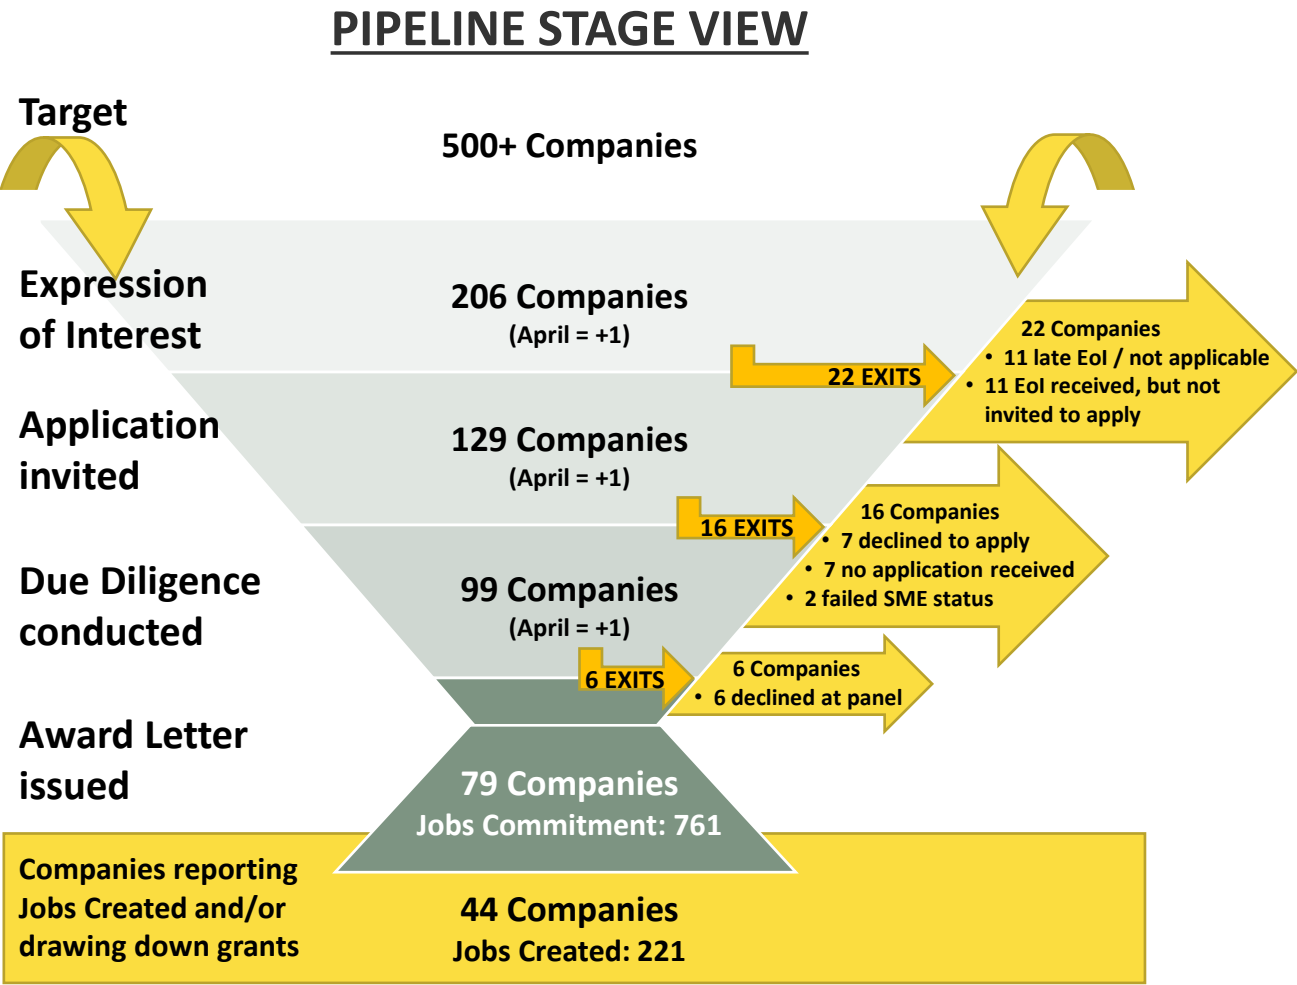 PIPELINE STAGE VIEW
Target
500+ Companies
Expression
of Interest
206 Companies
(April = +1)
22 EXITS
22 Companies
• 11 late EoI / not applicable
• 11 EoI received, but not
invited to apply
Application
invited
129 Companies
(April = +1)
16 EXITS
16 Companies
• 7 declined to apply
• 7 no application received
• 2 failed SME status
Due Diligence
conducted
99 Companies
(April = +1)
6 EXITS
6 Companies
• 6 declined at panel
Award Letter
issued
79 Companies
Jobs Commitment: 761
Companies reporting
Jobs Created and/or
drawing down grants
44 Companies
Jobs Created: 221